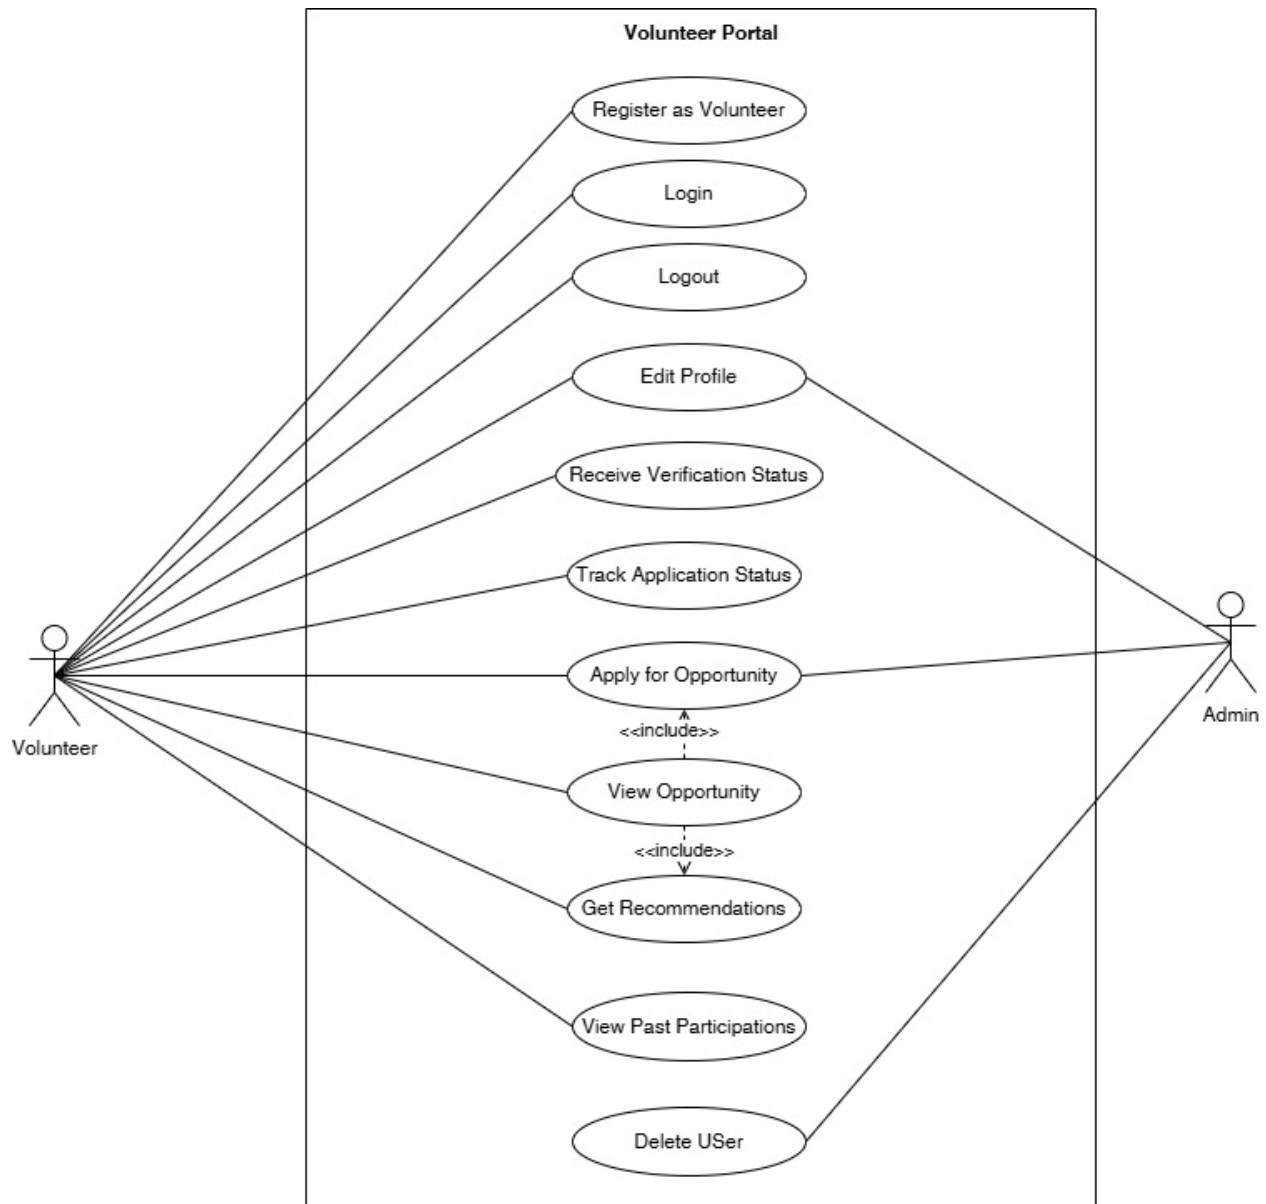 Volunteer Portal
Register as Volunteer
Login
Logout
Edit Profile
Receive Verification Status
Track Application Status
Apply for Opportunity
<<include>>
View Opportunity
<<include>>
Get Recommendations
View Past Participations
Delete USer
Volunteer
Admin